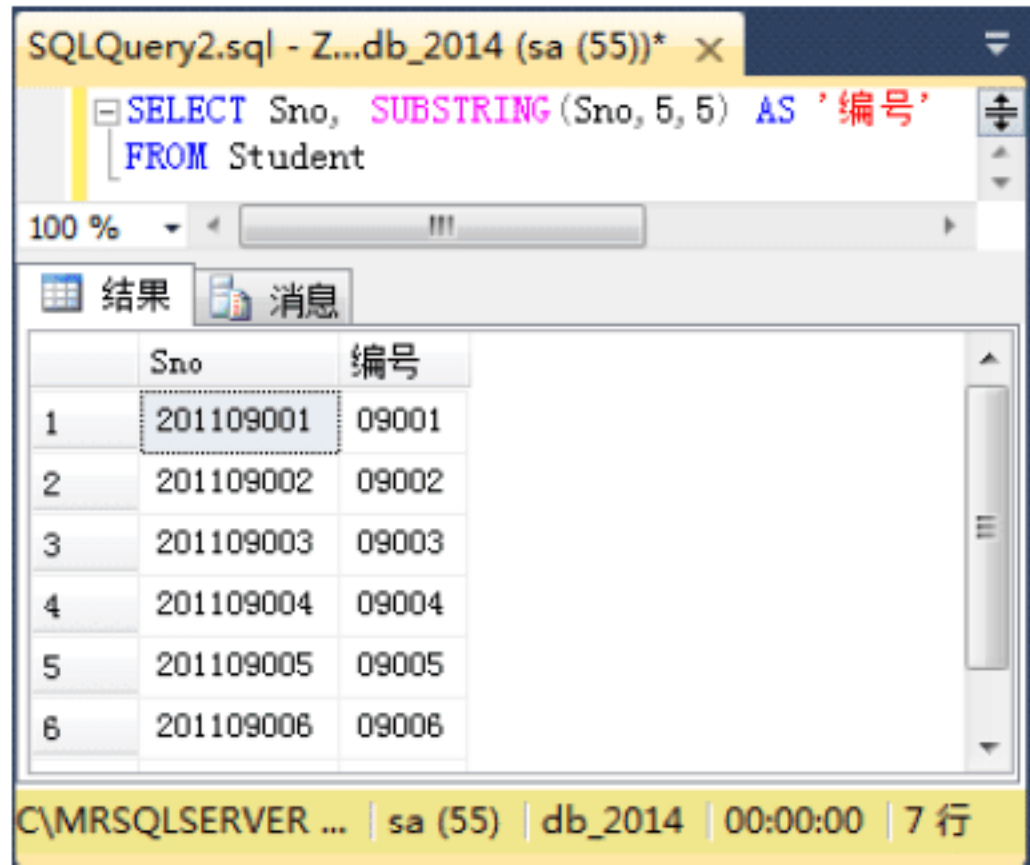 SQLQuery2.sql - Z...db_2014 (sa (55))*
SELECT Sno, SUBSTRING(Sno,5,5) AS '编号'
FROM Student
100 %
结果 消息
Sno 编号
1 201109001 09001
2 201109002 09002
3 201109003 09003
4 201109004 09004
5 201109005 09005
6 201109006 09006
C\MRSQLSERVER ... sa (55) db_2014 00:00:00 7 行